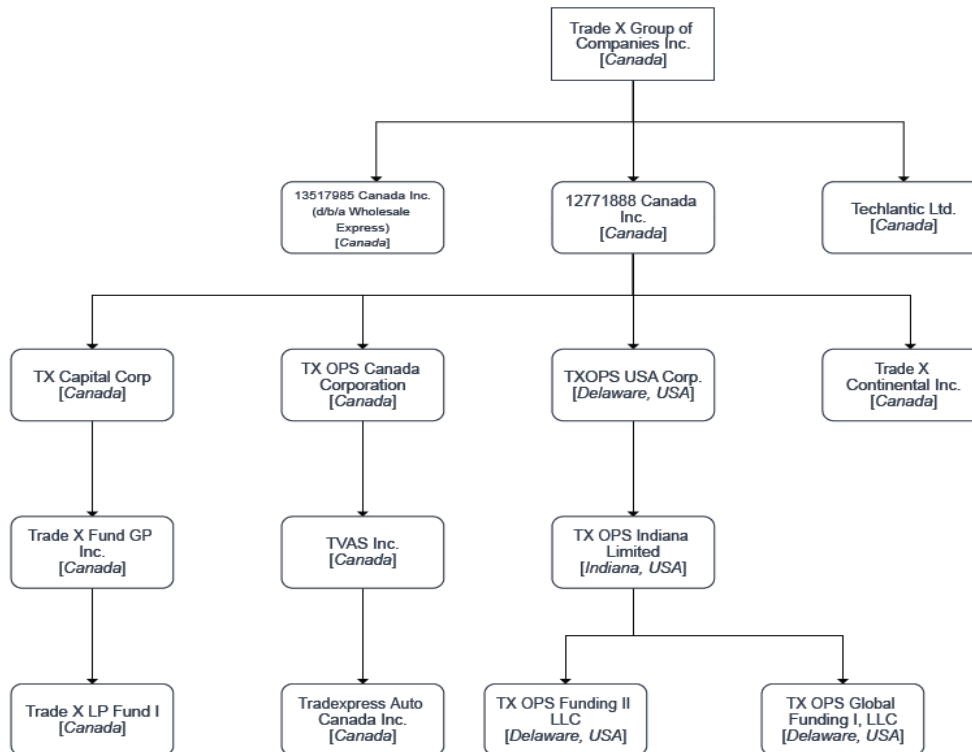 Trade X Group of
Companies Inc.
[Canada]
13517985 Canada Inc.
(d/b/a Wholesale
Express)
[Canada]
12771888 Canada
Inc.
[Canada]
Techlantic Ltd.
[Canada]
TX Capital Corp
[Canada]
TX OPS Canada
Corporation
[Canada]
TXOPS USA Corp.
[Delaware, USA]
Trade X
Continental Inc.
[Canada]
Trade X Fund GP
Inc.
[Canada]
TVAS Inc.
[Canada]
TX OPS Indiana
Limited
[Indiana, USA]
Trade X LP Fund I
[Canada]
Tradexpress Auto
Canada Inc.
[Canada]
TX OPS Funding II
LLC
[Delaware, USA]
TX OPS Global
Funding I, LLC
[Delaware, USA]